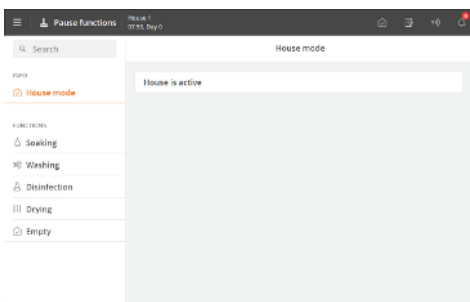 Pause functions
House 1
07:53, Day 0
Search
House mode
INFO
House mode
House is active
FUNCTIONS
Soaking
Washing
Disinfection
Drying
Empty